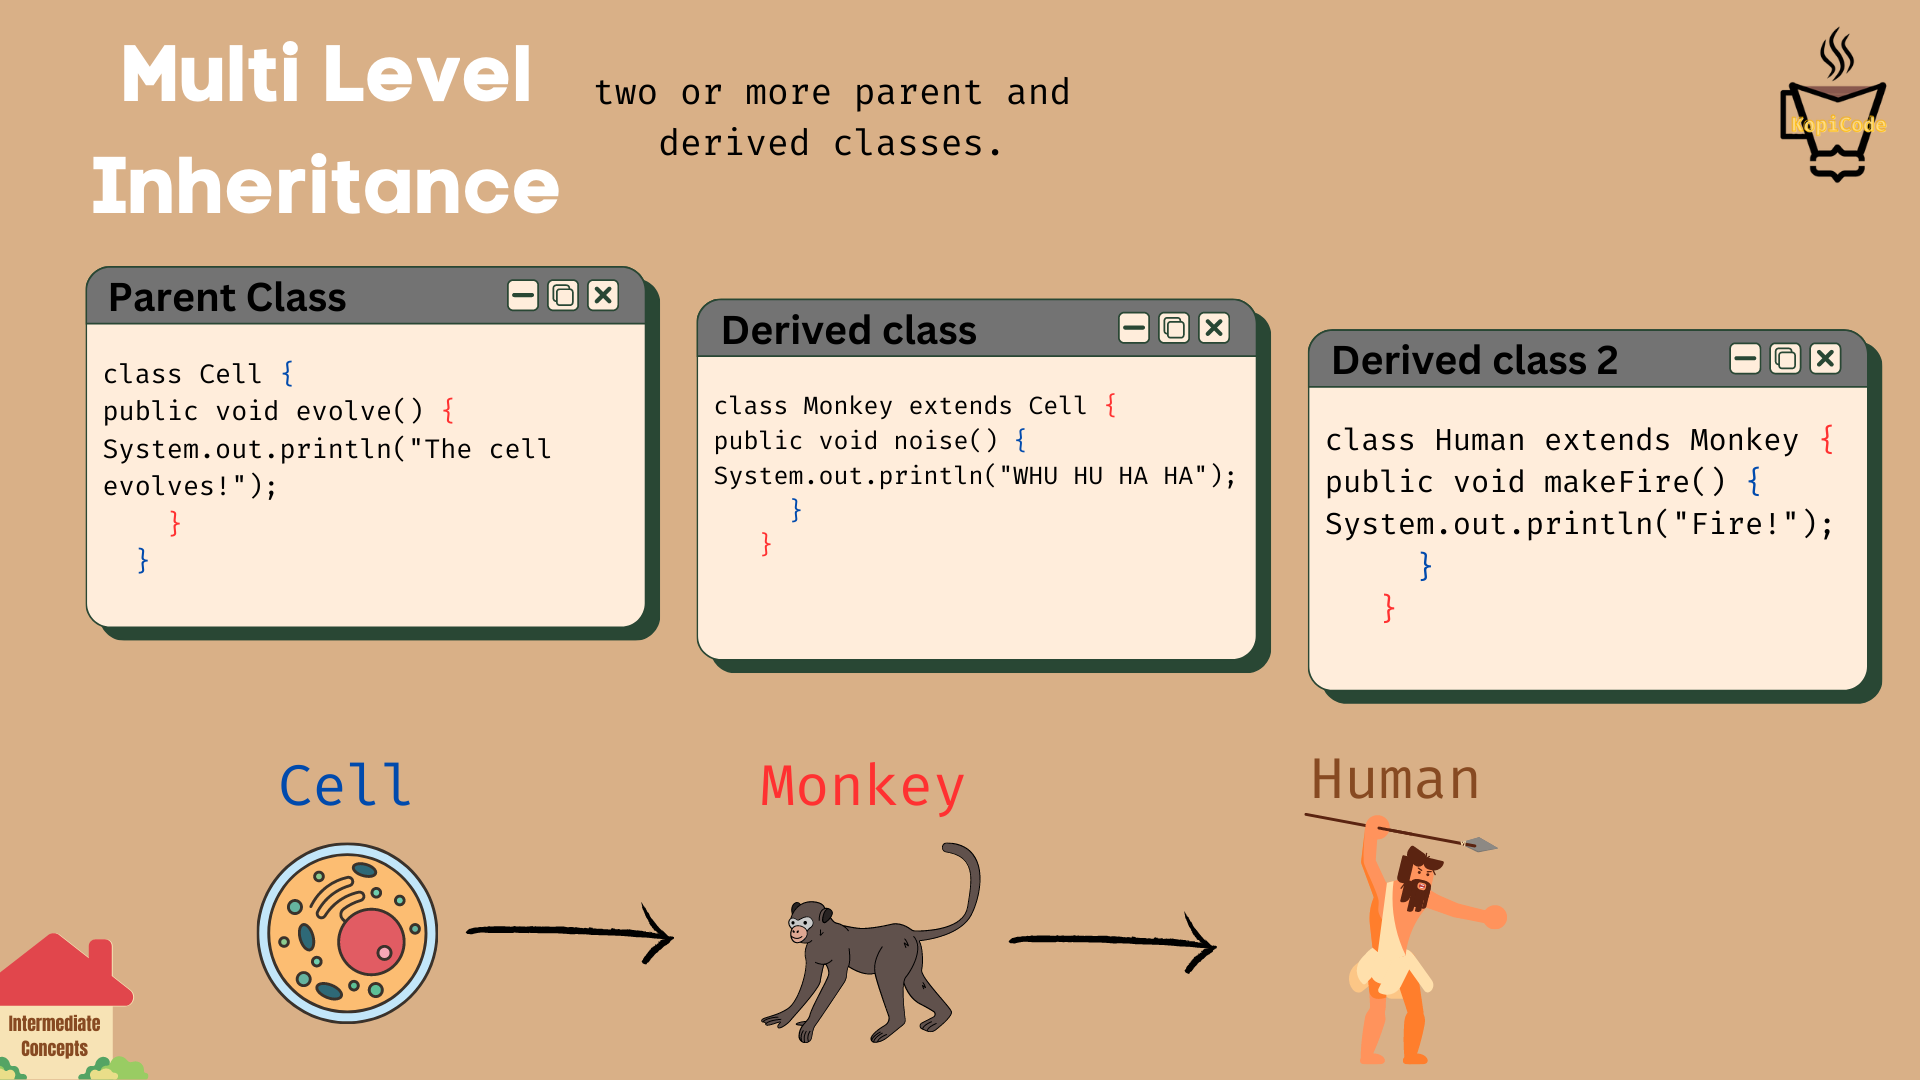 Multi Level
Inheritance
two or more parent and
derived classes.
KopiCode
Parent Class
class Cell {
public void evolve() {
System.out.println("The cell
evolves!");
}
}
Derived class
class Monkey extends Cell {
public void noise() {
System.out.println("WHU HU HA HA");
}
}
Derived class 2
class Human extends Monkey {
public void makeFire() {
System.out.println("Fire!");
}
}
Cell
Monkey
Human
Intermediate
Concepts